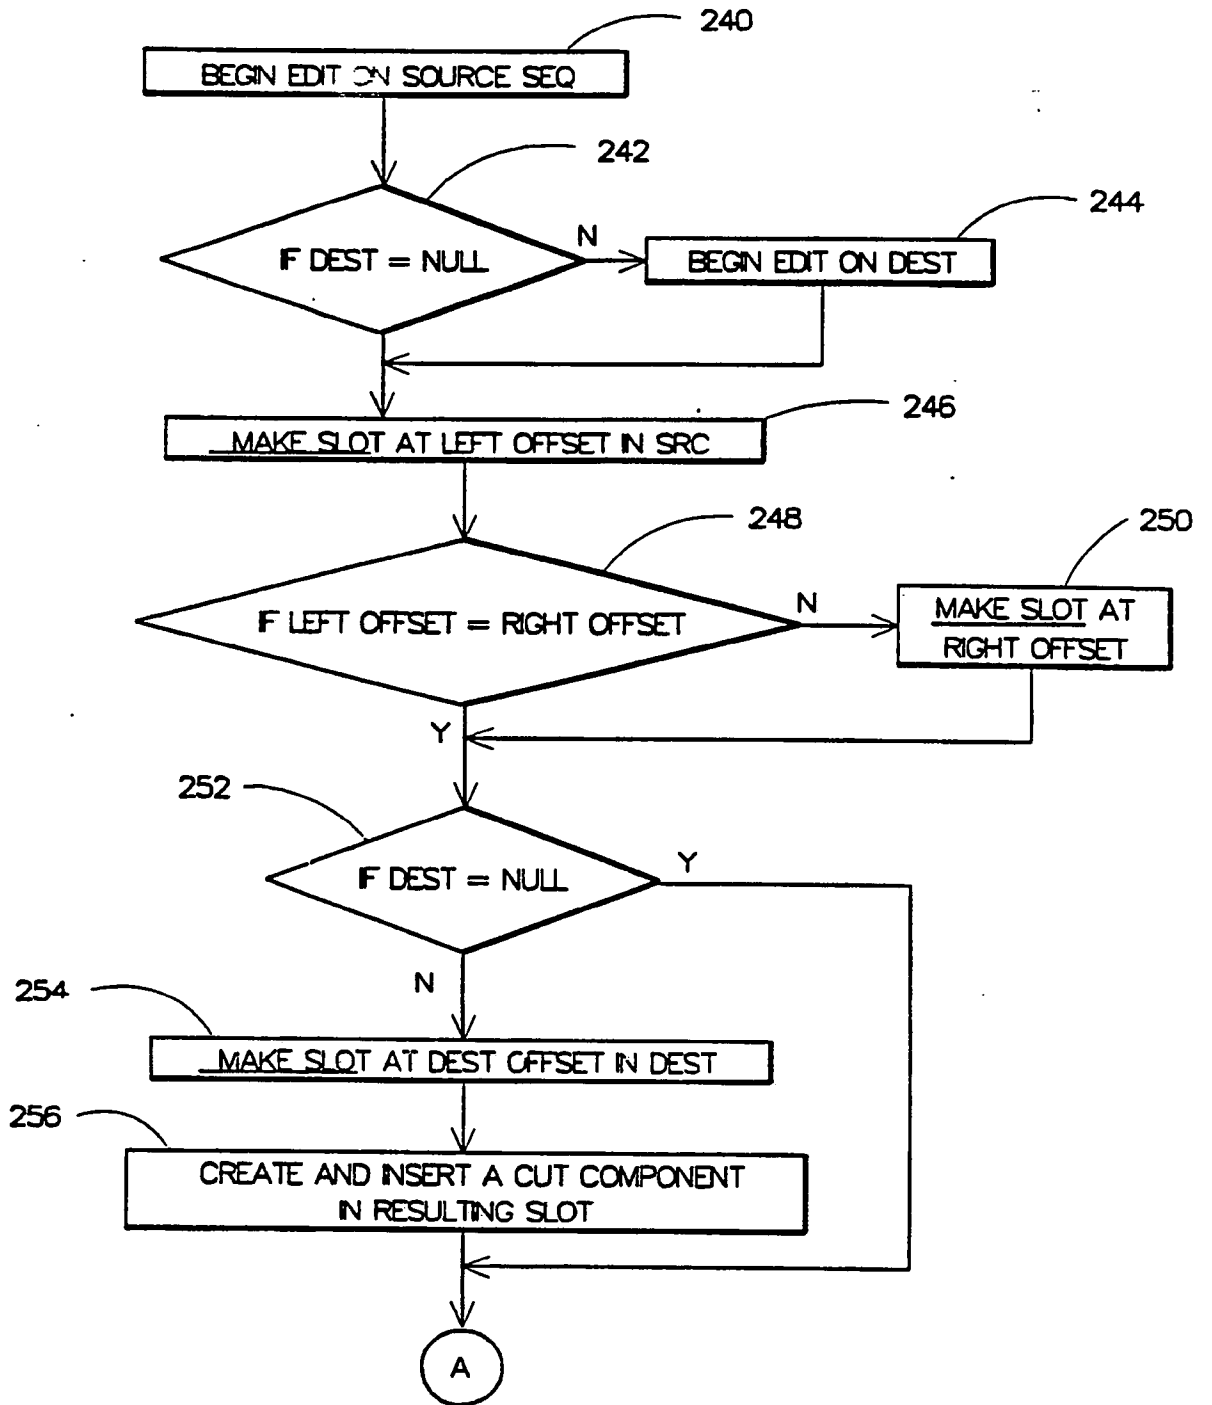 240
BEGIN EDIT ON SOURCE SEQ
242
IF DEST = NULL
N
244
BEGIN EDIT ON DEST
246
MAKE SLOT AT LEFT OFFSET IN SRC
248
IF LEFT OFFSET = RIGHT OFFSET
N
250
MAKE SLOT AT
RIGHT OFFSET
Y
252
IF DEST = NULL
Y
N
254
MAKE SLOT AT DEST OFFSET IN DEST
256
CREATE AND INSERT A CUT COMPONENT
IN RESULTING SLOT
A